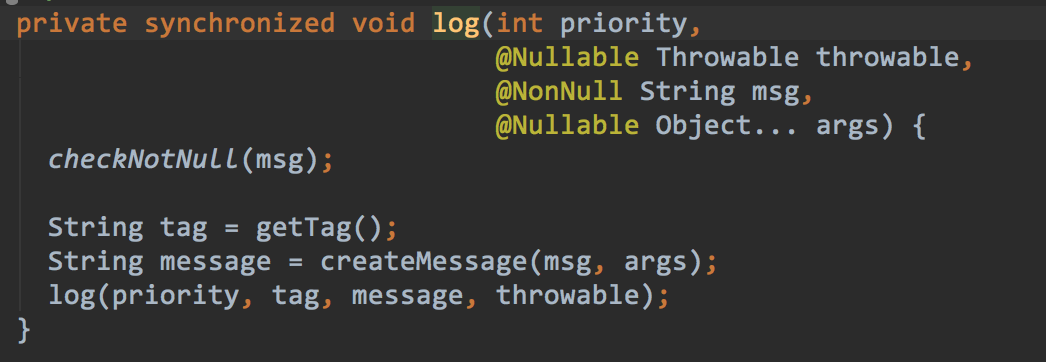 private synchronized void log(int priority,
                              @Nullable Throwable throwable,
                              @NonNull String msg,
                              @Nullable Object... args) {
  checkNotNull(msg);

  String tag = getTag();
  String message = createMessage(msg, args);
  log(priority, tag, message, throwable);
}